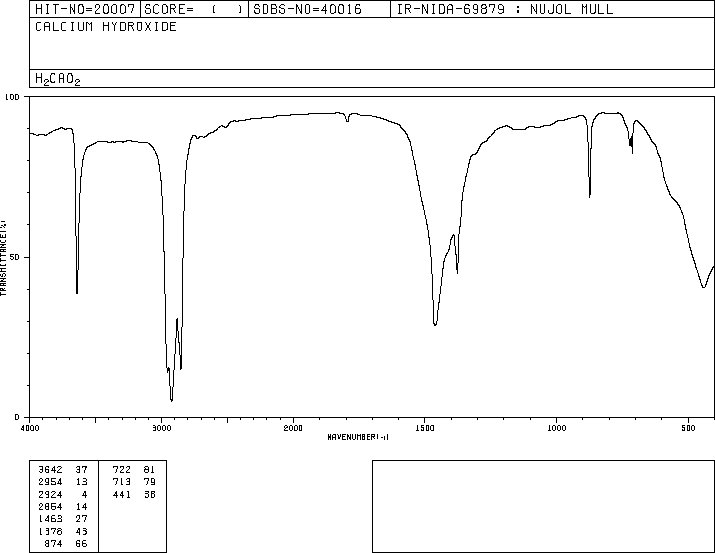 HIT-NO=20007 SCORE= ( ) SDBS-NO=40016 IR-NIDA-69879 : NUJOL MULL
CALCIUM HYDROXIDE
H2CAO2
100
50
0
TRANSMITTANCE(%)
4000 3000 2000 1500 1000 500
WAVENUMBER(-1)
3642 37 722 81
2954 13 713 79
2924 4 441 38
2854 14
1463 27
1378 43
874 66